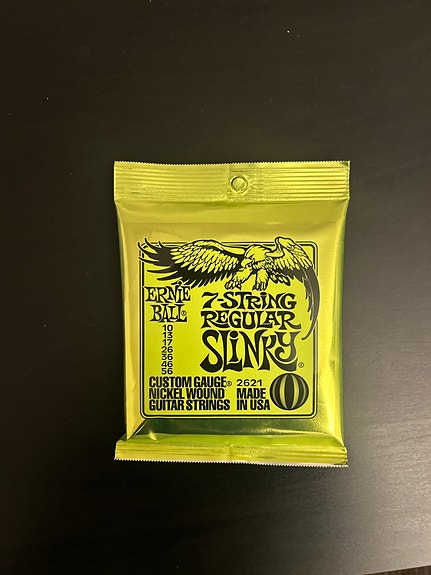 ERNIE
BALL®
7-STRING
REGULAR
SLINKY®
10
13
17
26
36
46
56
CUSTOM GAUGE® 2621
NICKEL WOUND MADE
GUITAR STRINGS IN USA